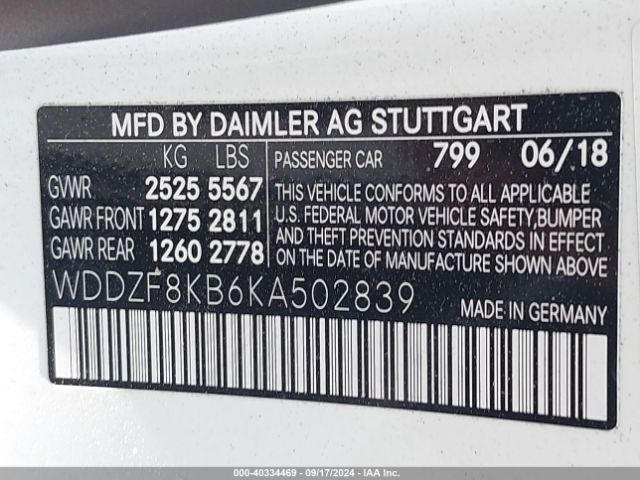 MFD BY DAIMLER AG STUTTGART
KG LBS
GVWR 2525 5567
GAWR FRONT 1275 2811
GAWR REAR 1260 2778
PASSENGER CAR 799 06/18
THIS VEHICLE CONFORMS TO ALL APPLICABLE
U.S. FEDERAL MOTOR VEHICLE SAFETY,BUMPER
AND THEFT PREVENTION STANDARDS IN EFFECT
ON THE DATE OF MANUFACTURE SHOWN ABOVE.
WDDZF8KB6KA502839
MADE IN GERMANY
© - 40334469 - 09/17/2024 - IAA Inc.